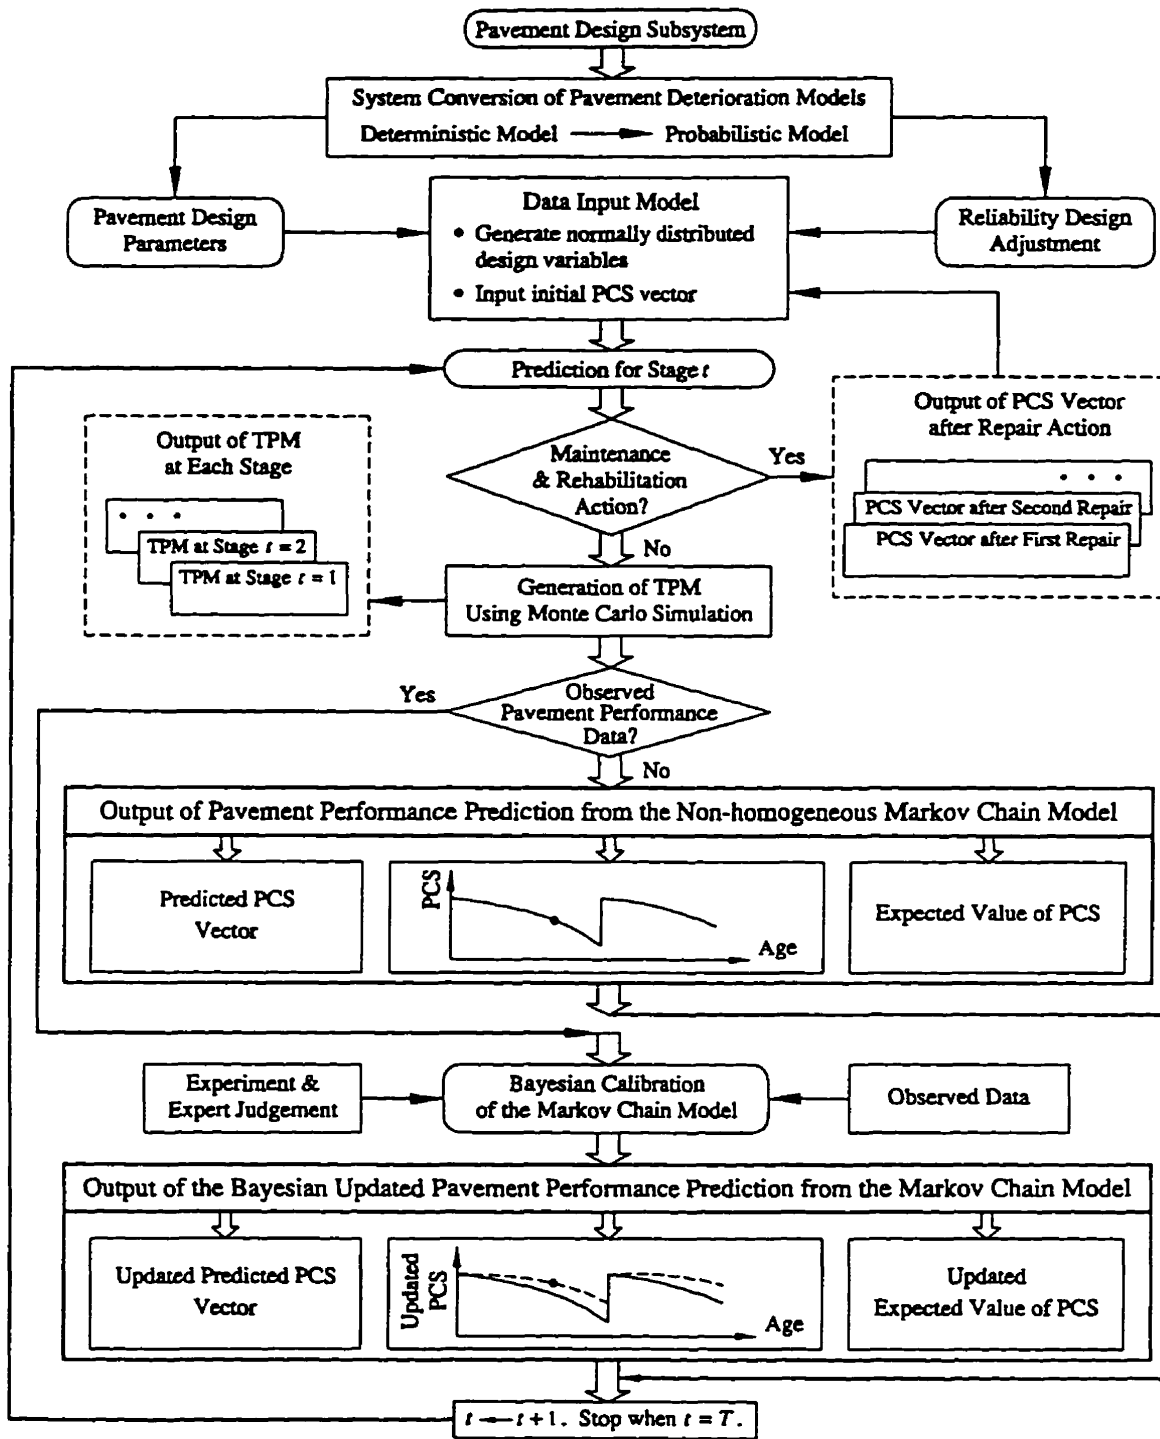 Pavement Design Subsystem
System Conversion of Pavement Deterioration Models
Deterministic Model Probabilistic Model
Pavement Design
Parameters
Data Input Model
• Generate normally distributed
design variables
• Input initial PCS vector
Reliability Design
Adjustment
Prediction for Stage t
Output of TPM
at Each Stage
• • •
TPM at Stage t = 2
TPM at Stage t = 1
Maintenance
& Rehabilitation
Action?
Yes
No
Output of PCS Vector
after Repair Action
• • •
PCS Vector after Second Repair
PCS Vector after First Repair
Generation of TPM
Using Monte Carlo Simulation
Yes
Observed
Pavement Performance
Data?
No
Output of Pavement Performance Prediction from the Non-homogeneous Markov Chain Model
Predicted PCS
Vector
PCS
Age
Expected Value of PCS
Experiment &
Expert Judgement
Bayesian Calibration
of the Markov Chain Model
Observed Data
Output of the Bayesian Updated Pavement Performance Prediction from the Markov Chain Model
Updated Predicted PCS
Vector
Updated
PCS
Age
Updated
Expected Value of PCS
t ← t + 1. Stop when t = T.